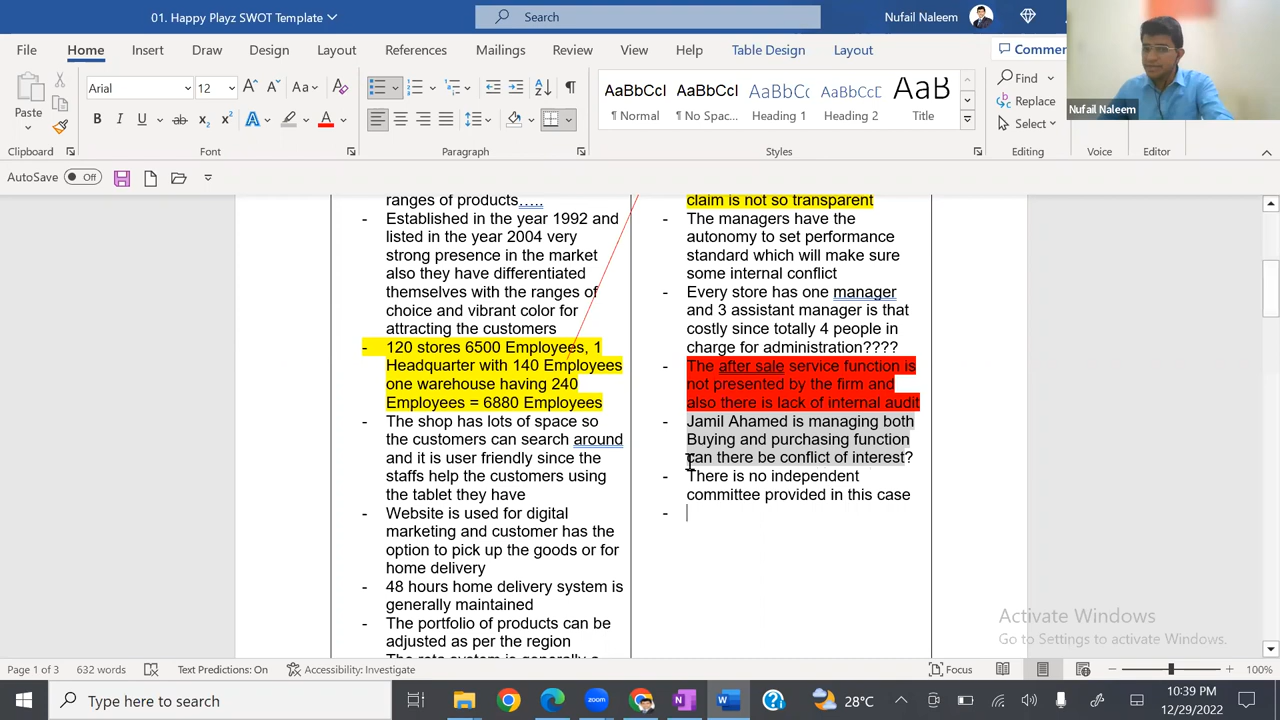 01. Happy Playz SWOT Template
Search
Nufail Naleem
File Home Insert Draw Design Layout References Mailings Review View Help Table Design Layout
Paste
Clipboard
Arial
12
Font
Paragraph
AaBbCcI AaBbCcI AaBbCc AaBbCcD AaB
¶ Normal ¶ No Spac... Heading 1 Heading 2 Title
Styles
Find
Replace
Select
Editing
Voice
Editor
Nufail Naleem
AutoSave Off
ranges of products…..
- Established in the year 1992 and
listed in the year 2004 very
strong presence in the market
also they have differentiated
themselves with the ranges of
choice and vibrant color for
attracting the customers
- 120 stores 6500 Employees, 1
Headquarter with 140 Employees
one warehouse having 240
Employees = 6880 Employees
- The shop has lots of space so
the customers can search around
and it is user friendly since the
staffs help the customers using
the tablet they have
- Website is used for digital
marketing and customer has the
option to pick up the goods or for
home delivery
- 48 hours home delivery system is
generally maintained
- The portfolio of products can be
adjusted as per the region
claim is not so transparent
- The managers have the
autonomy to set performance
standard which will make sure
some internal conflict
- Every store has one manager
and 3 assistant manager is that
costly since totally 4 people in
charge for administration????
- The after sale service function is
not presented by the firm and
also there is lack of internal audit
- Jamil Ahamed is managing both
Buying and purchasing function
can there be conflict of interest?
- There is no independent
committee provided in this case
-
Activate Windows
Go to Settings to activate Windows.
Page 1 of 3 632 words Text Predictions: On Accessibility: Investigate Focus 100%
Type here to search
zoom
28°C
10:39 PM
12/29/2022